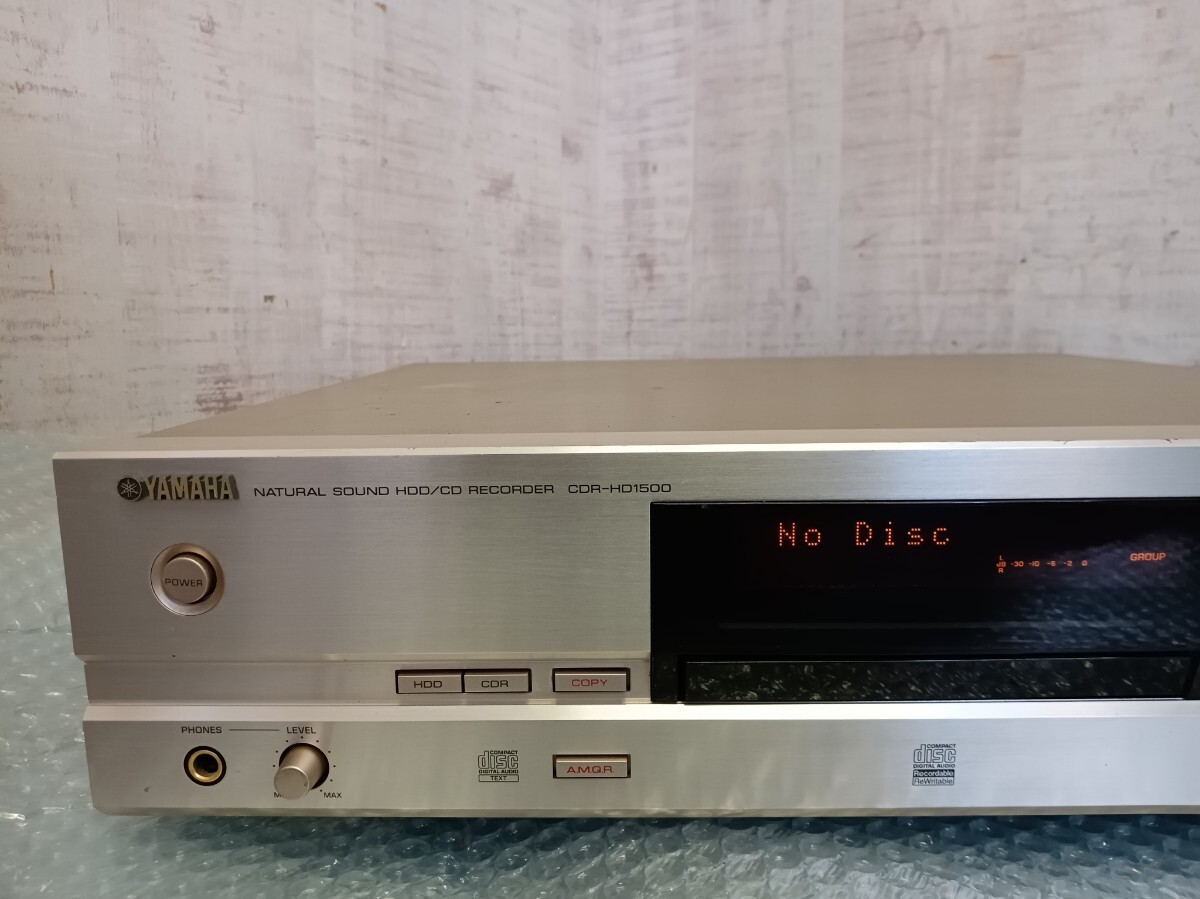 YAMAHA NATURAL SOUND HDD/CD RECORDER CDR-HD1500
No Disc
L
dB -30 -10 -6 -2 0
R
GROUP
POWER
HDD CDR COPY
PHONES LEVEL
MAX
COMPACT
disc
DIGITAL AUDIO
TEXT
A.M.Q.R.
COMPACT
disc
DIGITAL AUDIO
Recordable
ReWritable